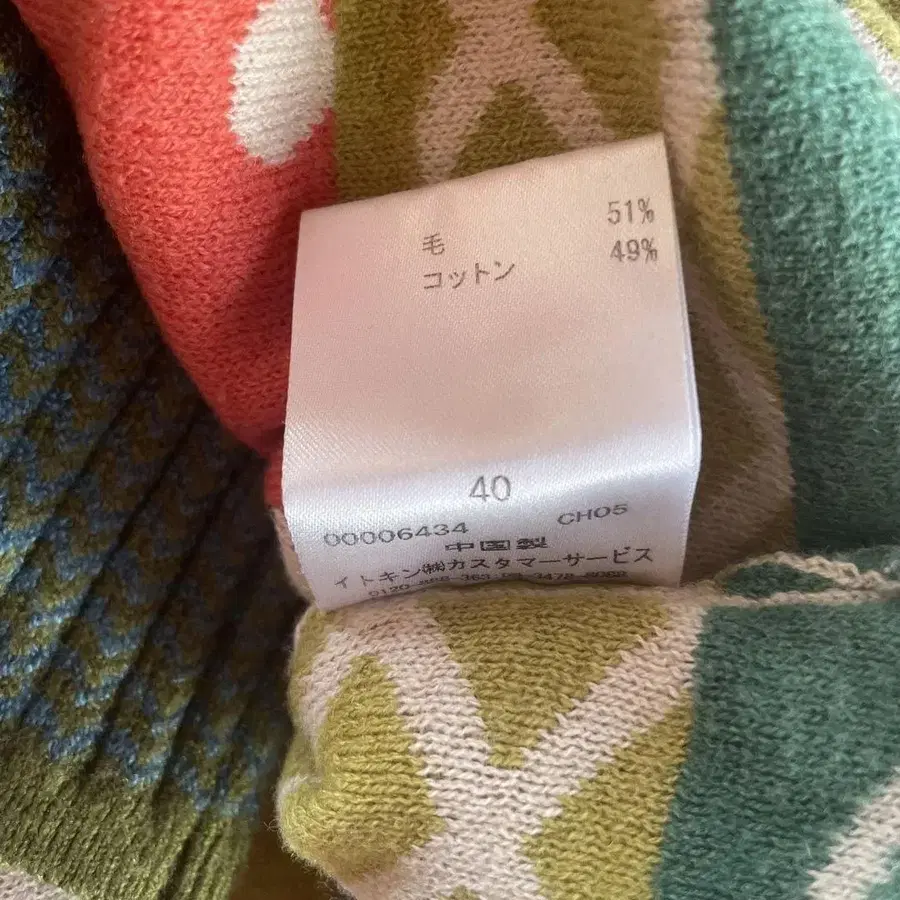 毛 51%
コットン 49%
40
00006434 CH05
中国製
イトキン㈱カスタマーサービス